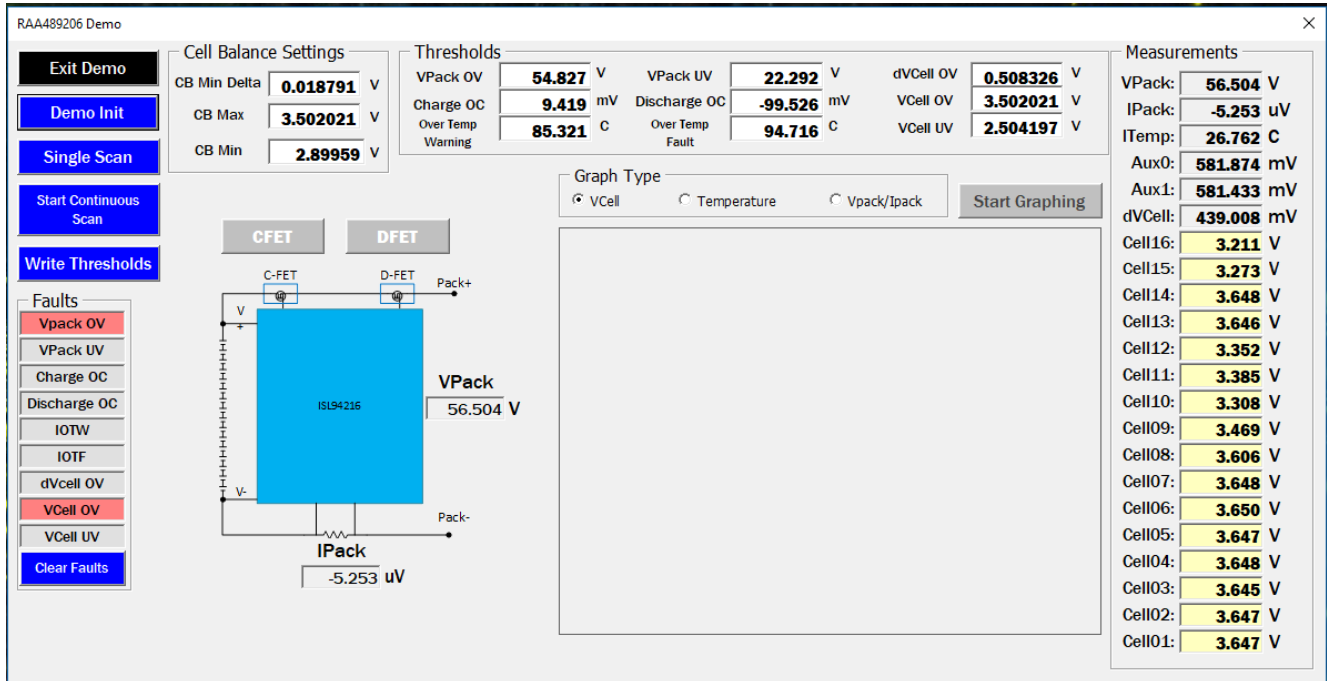 RAA489206 Demo
Exit Demo
Demo Init
Single Scan
Start Continuous
Scan
Write Thresholds
Cell Balance Settings
CB Min Delta 0.018791 V
CB Max 3.502021 V
CB Min 2.89959 V
Thresholds
VPack OV 54.827 V VPack UV 22.292 V dVCell OV 0.508326 V
Charge OC 9.419 mV Discharge OC -99.526 mV VCell OV 3.502021 V
Over Temp
Warning 85.321 C Over Temp
Fault 94.716 C VCell UV 2.504197 V
Graph Type
VCell Temperature Vpack/Ipack
Start Graphing
CFET DFET
C-FET D-FET Pack+
V
+
ISL94216
V-
Pack-
VPack
56.504 V
IPack
-5.253 uV
Faults
Vpack OV
VPack UV
Charge OC
Discharge OC
IOTW
IOTF
dVcell OV
VCell OV
VCell UV
Clear Faults
Measurements
VPack: 56.504 V
IPack: -5.253 uV
ITemp: 26.762 C
Aux0: 581.874 mV
Aux1: 581.433 mV
dVCell: 439.008 mV
Cell16: 3.211 V
Cell15: 3.273 V
Cell14: 3.648 V
Cell13: 3.646 V
Cell12: 3.352 V
Cell11: 3.385 V
Cell10: 3.308 V
Cell09: 3.469 V
Cell08: 3.606 V
Cell07: 3.648 V
Cell06: 3.650 V
Cell05: 3.647 V
Cell04: 3.648 V
Cell03: 3.645 V
Cell02: 3.647 V
Cell01: 3.647 V